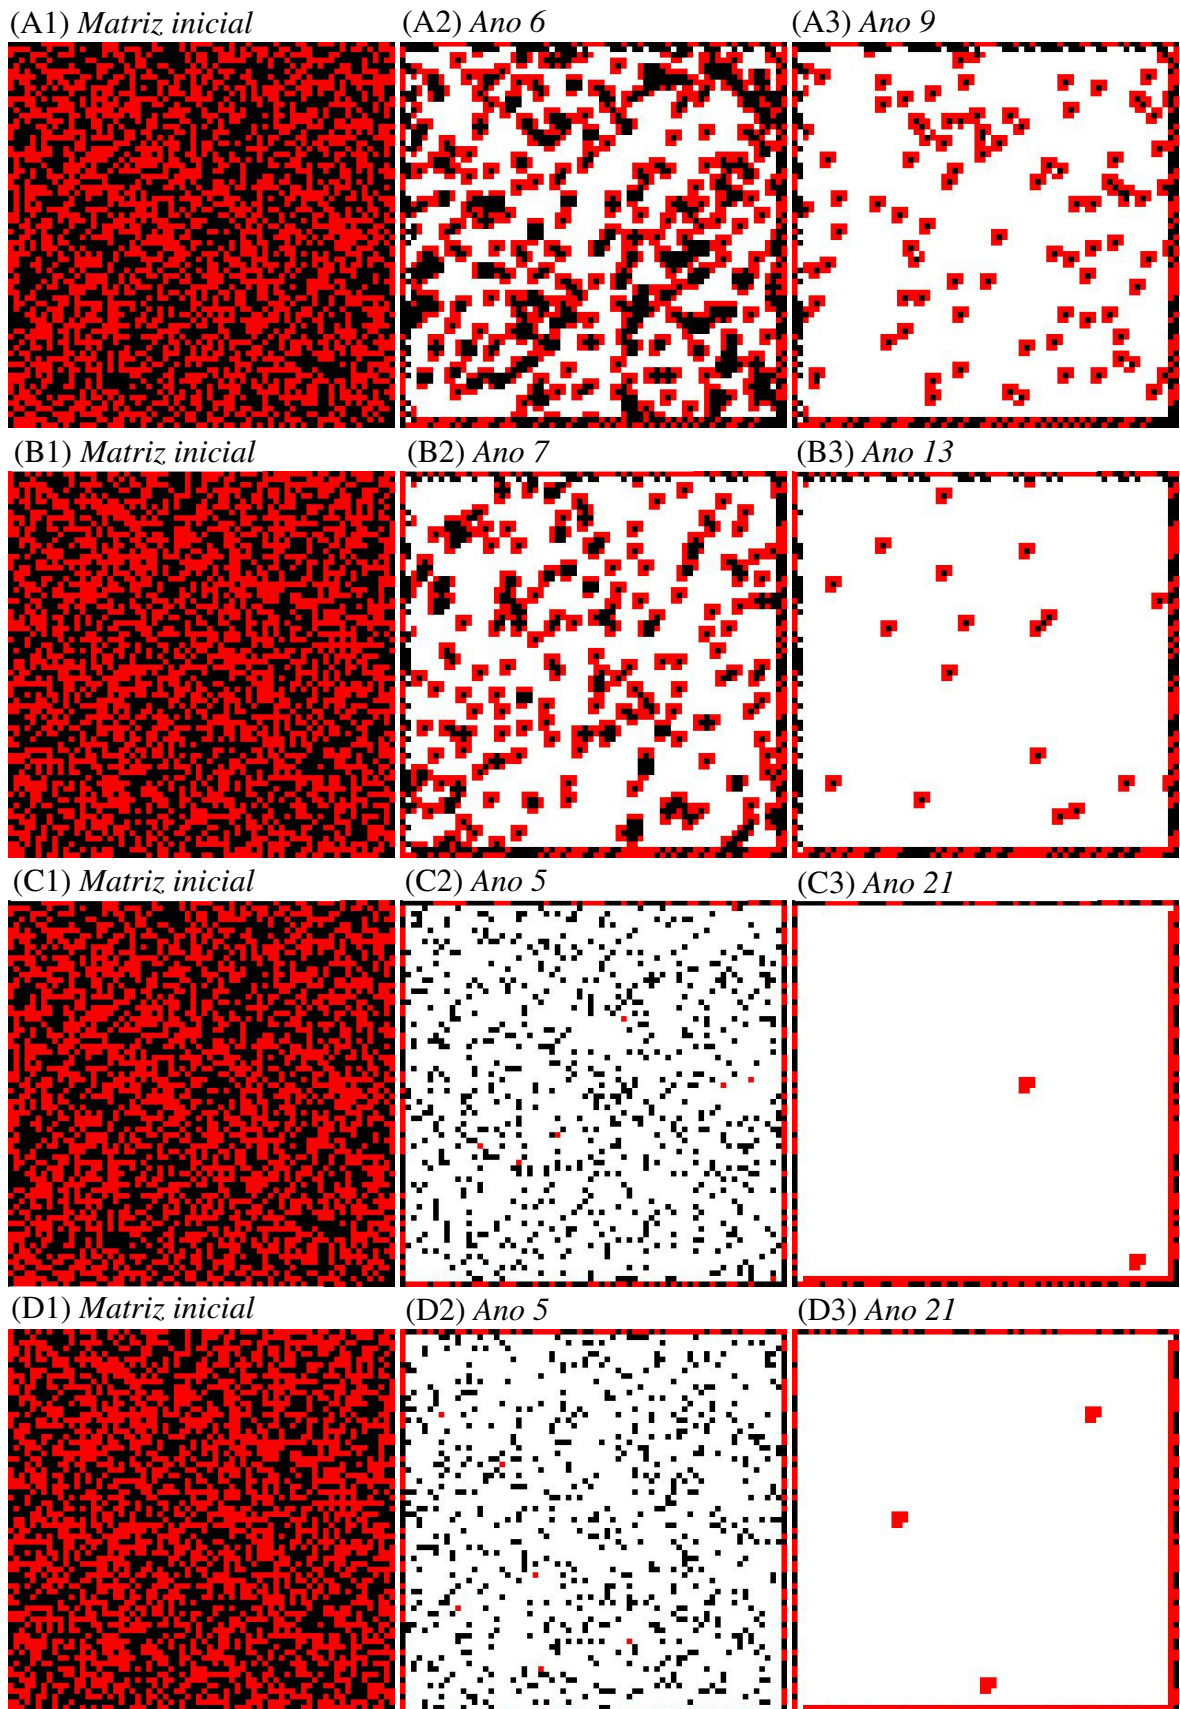 (A1) Matriz inicial (A2) Ano 6 (A3) Ano 9
(B1) Matriz inicial (B2) Ano 7 (B3) Ano 13
(C1) Matriz inicial (C2) Ano 5 (C3) Ano 21
(D1) Matriz inicial (D2) Ano 5 (D3) Ano 21